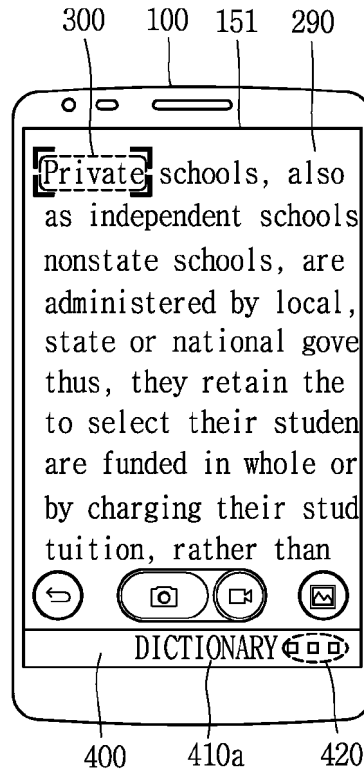 300 100 151 290
Private schools, also
as independent schools
nonstate schools, are
administered by local,
state or national gove
thus, they retain the
to select their studen
are funded in whole or
by charging their stud
tuition, rather than
DICTIONARY
400 410a 420